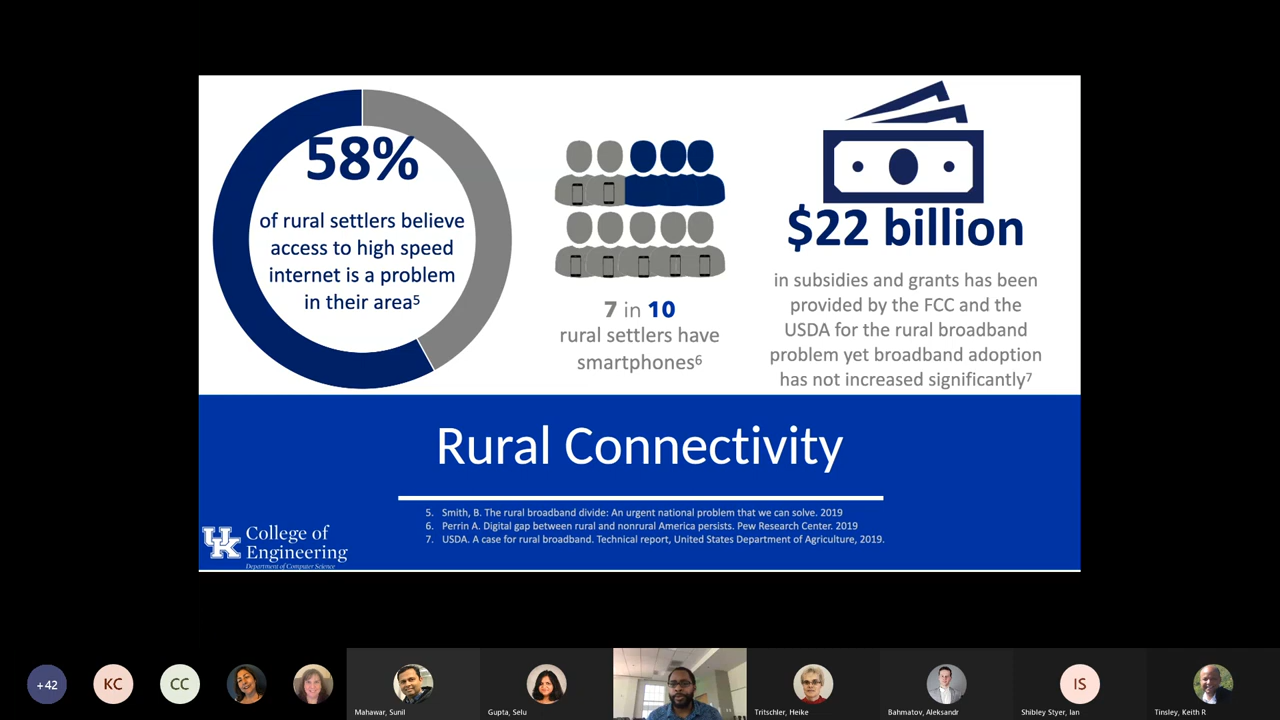 58%
of rural settlers believe
access to high speed
internet is a problem
in their area5
7 in 10
rural settlers have
smartphones6
$22 billion
in subsidies and grants has been
provided by the FCC and the
USDA for the rural broadband
problem yet broadband adoption
has not increased significantly7
Rural Connectivity
5. Smith, B. The rural broadband divide: An urgent national problem that we can solve. 2019
6. Perrin A. Digital gap between rural and nonrural America persists. Pew Research Center. 2019
7. USDA. A case for rural broadband. Technical report, United States Department of Agriculture, 2019.
UK
College of
Engineering
Department of Computer Science
+42
KC
CC
Mahawar, Sunil
Gupta, Selu
Tritschler, Heike
Bahmatov, Aleksandr
IS
Shibley Styer, Ian
Tinsley, Keith R